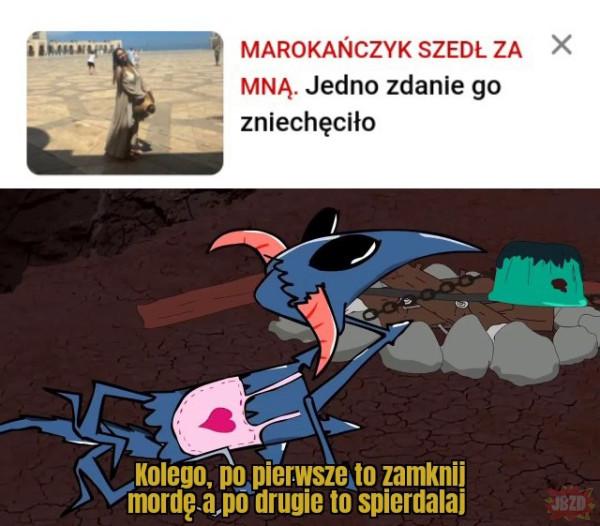 MAROKAŃCZYK SZEDŁ ZA
MNĄ. Jedno zdanie go
zniechęciło
Kolego, po pierwsze to zamknij
mordę a po drugie to spierdalaj
JBZD